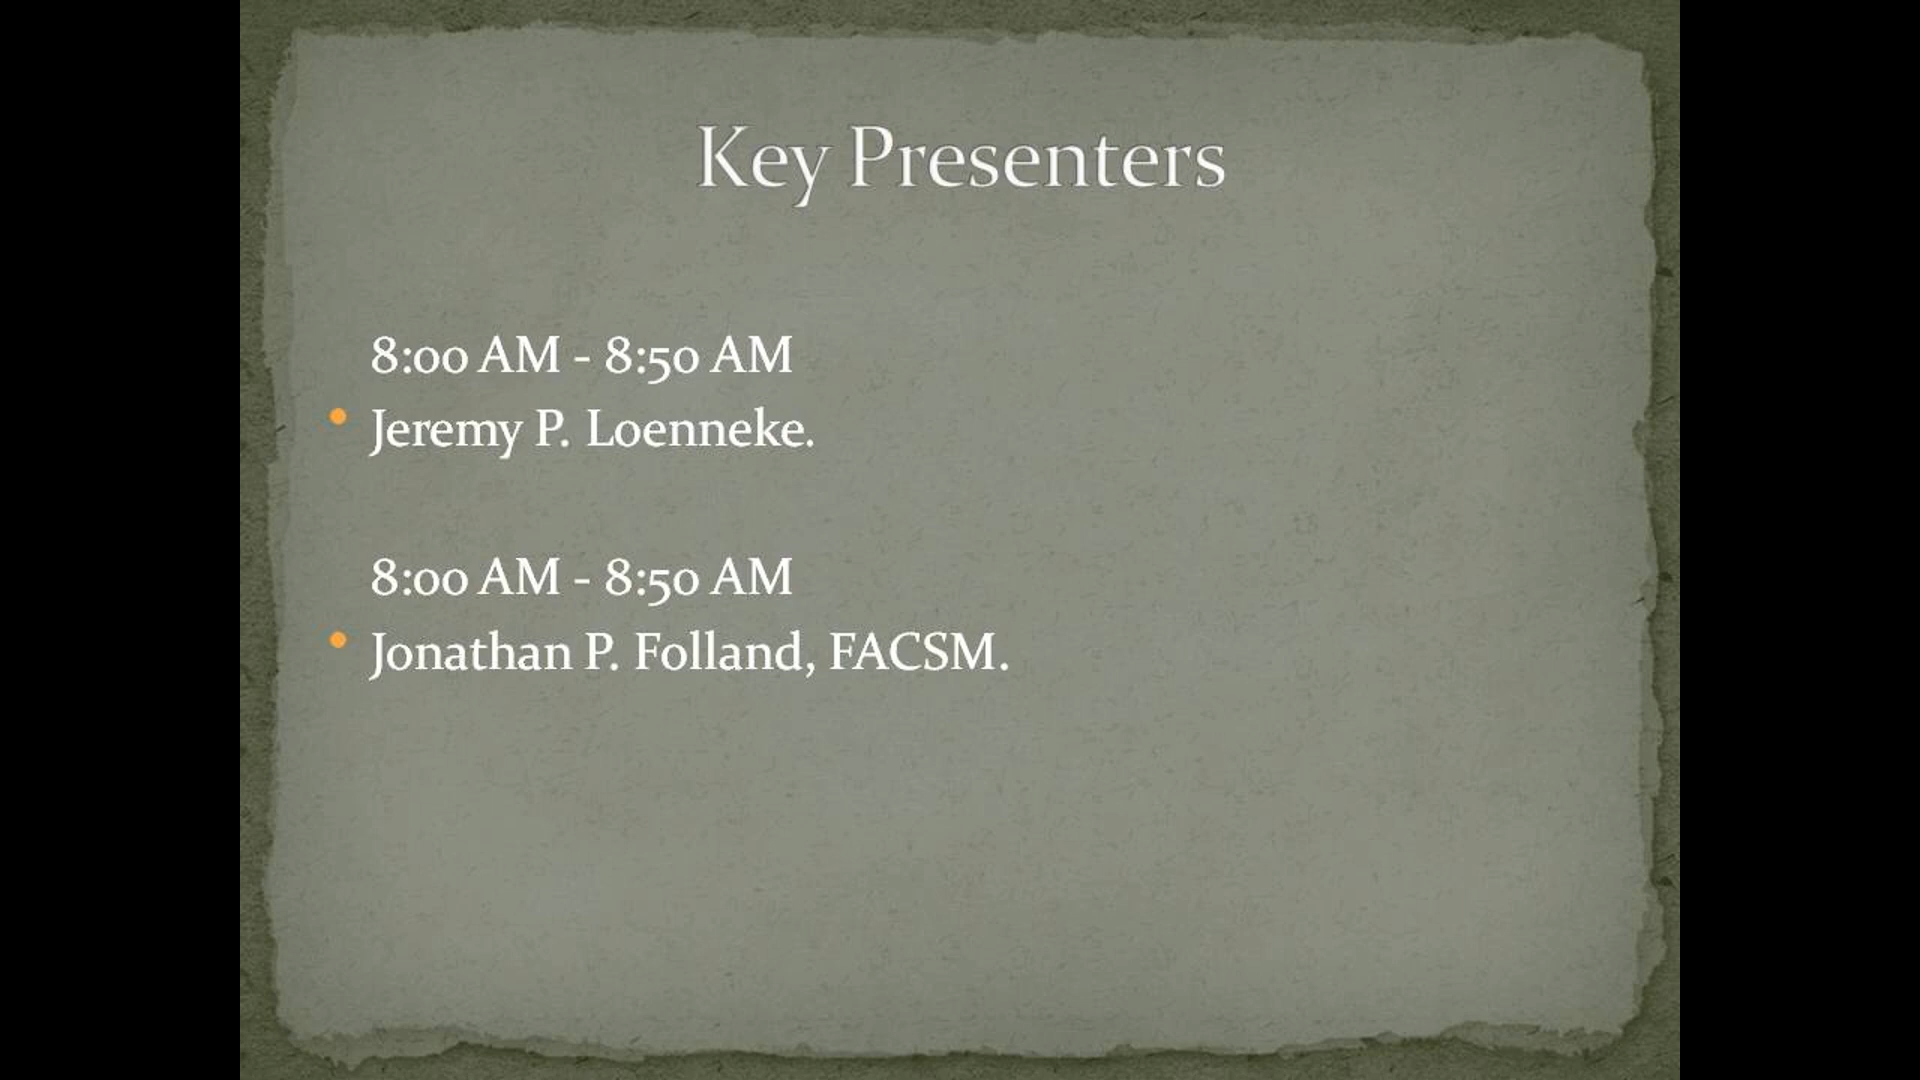 Key Presenters
8:00 AM - 8:50 AM
• Jeremy P. Loenneke.
8:00 AM - 8:50 AM
• Jonathan P. Folland, FACSM.